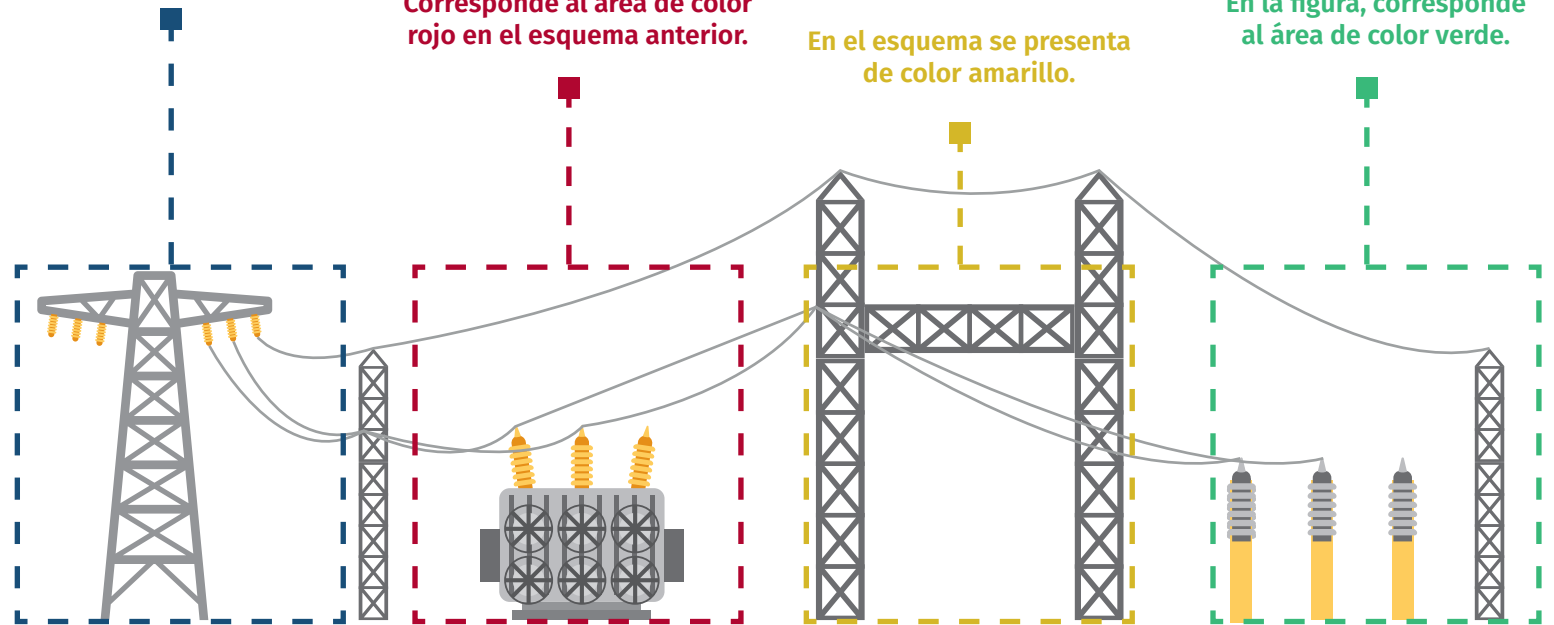 Corresponde al área de color
rojo en el esquema anterior.
En el esquema se presenta
de color amarillo.
En la figura, corresponde
al área de color verde.